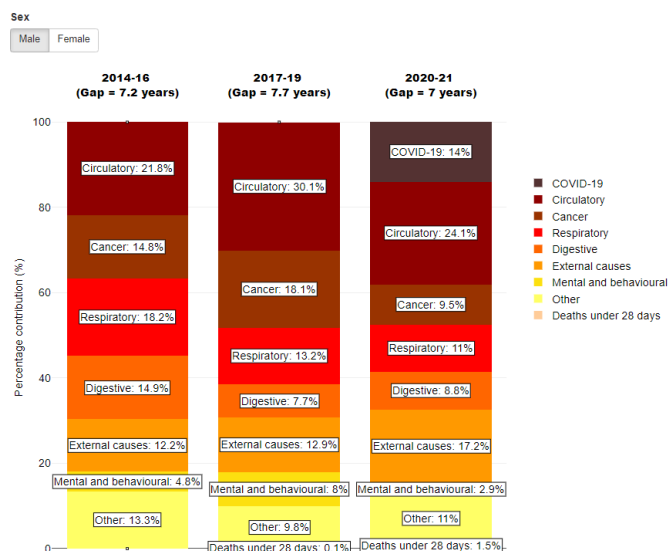 Sex
Male Female
2014-16
(Gap = 7.2 years)
2017-19
(Gap = 7.7 years)
2020-21
(Gap = 7 years)
Percentage contribution (%)
100
80
60
40
20
0
Circulatory: 21.8%
Cancer: 14.8%
Respiratory: 18.2%
Digestive: 14.9%
External causes: 12.2%
Mental and behavioural: 4.8%
Other: 13.3%
Circulatory: 30.1%
Cancer: 18.1%
Respiratory: 13.2%
Digestive: 7.7%
External causes: 12.9%
Mental and behavioural: 8%
Other: 9.8%
Deaths under 28 days: 0.1%
COVID-19: 14%
Circulatory: 24.1%
Cancer: 9.5%
Respiratory: 11%
Digestive: 8.8%
External causes: 17.2%
Mental and behavioural: 2.9%
Other: 11%
Deaths under 28 days: 1.5%
COVID-19
Circulatory
Cancer
Respiratory
Digestive
External causes
Mental and behavioural
Other
Deaths under 28 days